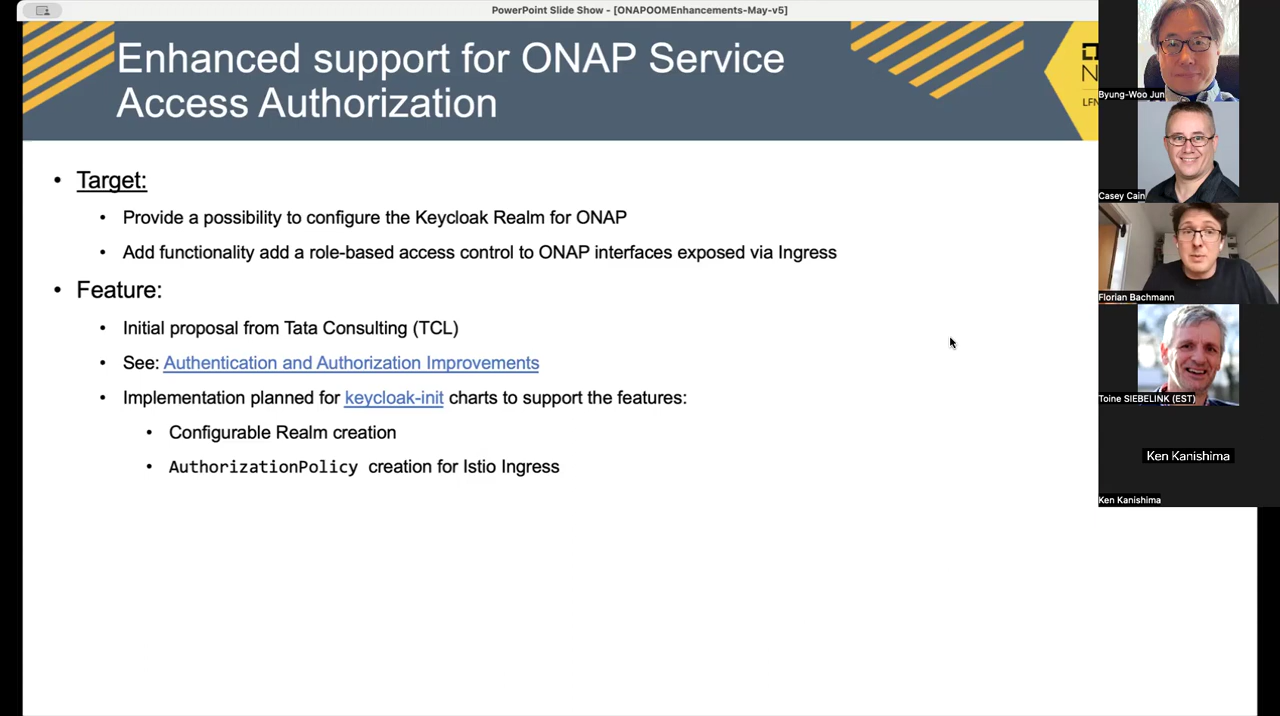 PowerPoint Slide Show - [ONAPOOMEnhancements-May-v5]
Enhanced support for ONAP Service
Access Authorization
N
LFN
• Target:
• Provide a possibility to configure the Keycloak Realm for ONAP
• Add functionality add a role-based access control to ONAP interfaces exposed via Ingress
• Feature:
• Initial proposal from Tata Consulting (TCL)
• See: Authentication and Authorization Improvements
• Implementation planned for keycloak-init charts to support the features:
• Configurable Realm creation
• AuthorizationPolicy creation for Istio Ingress
Byung-Woo Jun
Casey Cain
Florian Bachmann
Toine SIEBELINK (EST)
Ken Kanishima
Ken Kanishima